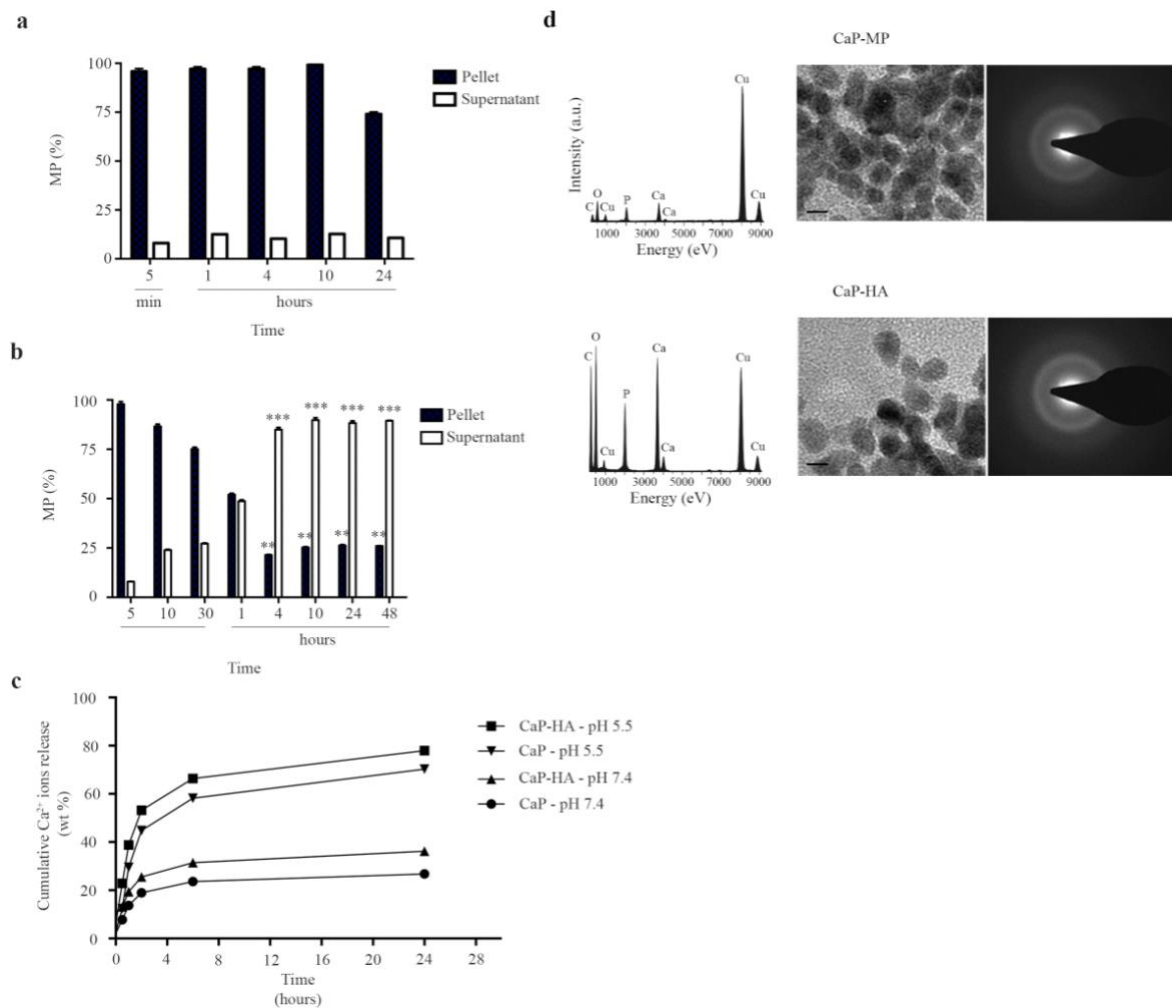 a
100
75
50
25
0
MP (%)
Pellet
Supernatant
5 1 4 10 24
min hours
Time
b
100
75
50
25
0
MP (%)
*** *** *** ***
** ** ** **
Pellet
Supernatant
5 10 30 1 4 10 24 48
hours
Time
c
100
80
60
40
20
0
Cumulative Ca²⁺ ions release
(wt %)
0 4 8 12 16 20 24 28
Time
(hours)
CaP-HA - pH 5.5
CaP - pH 5.5
CaP-HA - pH 7.4
CaP - pH 7.4
d
CaP-MP
Intensity (a.u.)
C O Cu P Ca Ca Cu Cu
1000 3000 5000 7000 9000
Energy (eV)
CaP-HA
C O Cu P Ca Ca Cu Cu
1000 3000 5000 7000 9000
Energy (eV)